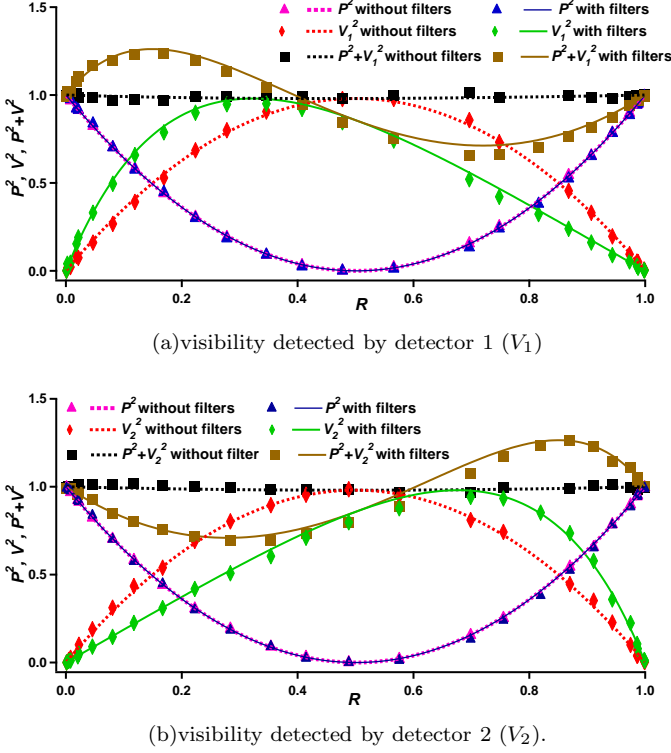 1.5
1.0
0.5
0.0
P², V², P²+V²
P² without filters
P² with filters
V₁² without filters
V₁² with filters
P²+V₁² without filters
P²+V₁² with filters
0.0 0.2 0.4 0.6 0.8 1.0
R
(a)visibility detected by detector 1 (V₁)
1.5
1.0
0.5
0.0
P², V², P²+V²
P² without filters
P² with filters
V₂² without filters
V₂² with filters
P²+V₂² without filter
P²+V₂² with filters
0.0 0.2 0.4 0.6 0.8 1.0
R
(b)visibility detected by detector 2 (V₂).